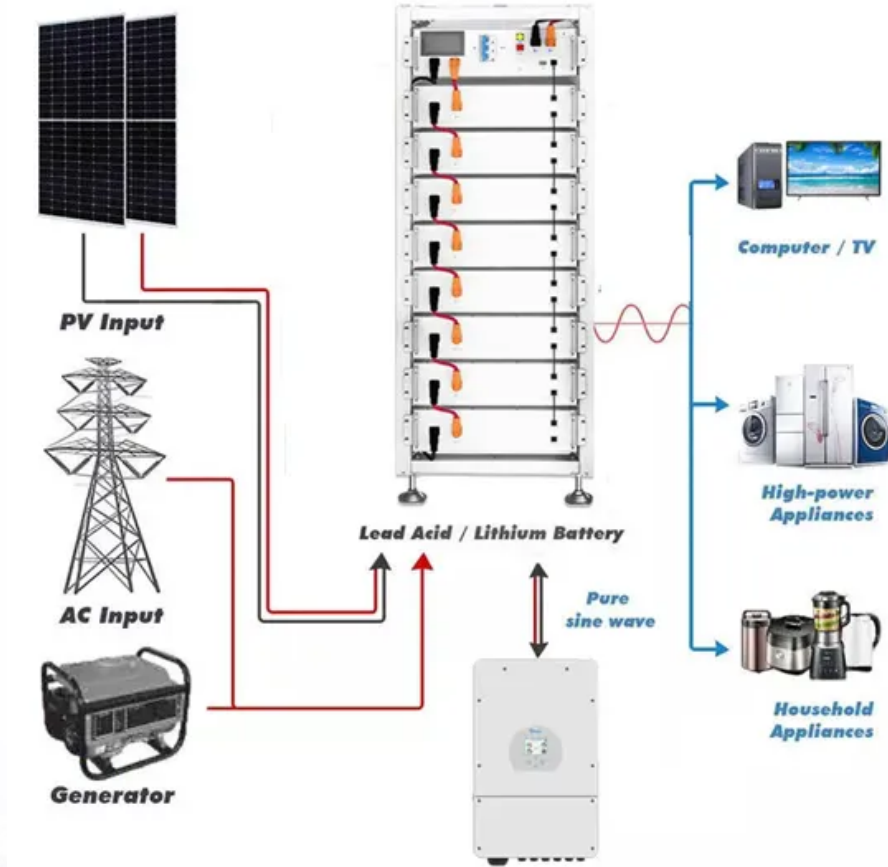 PV Input
AC Input
Generator
Lead Acid / Lithium Battery
Pure
sine wave
Computer / TV
High-power
Appliances
Household
Appliances